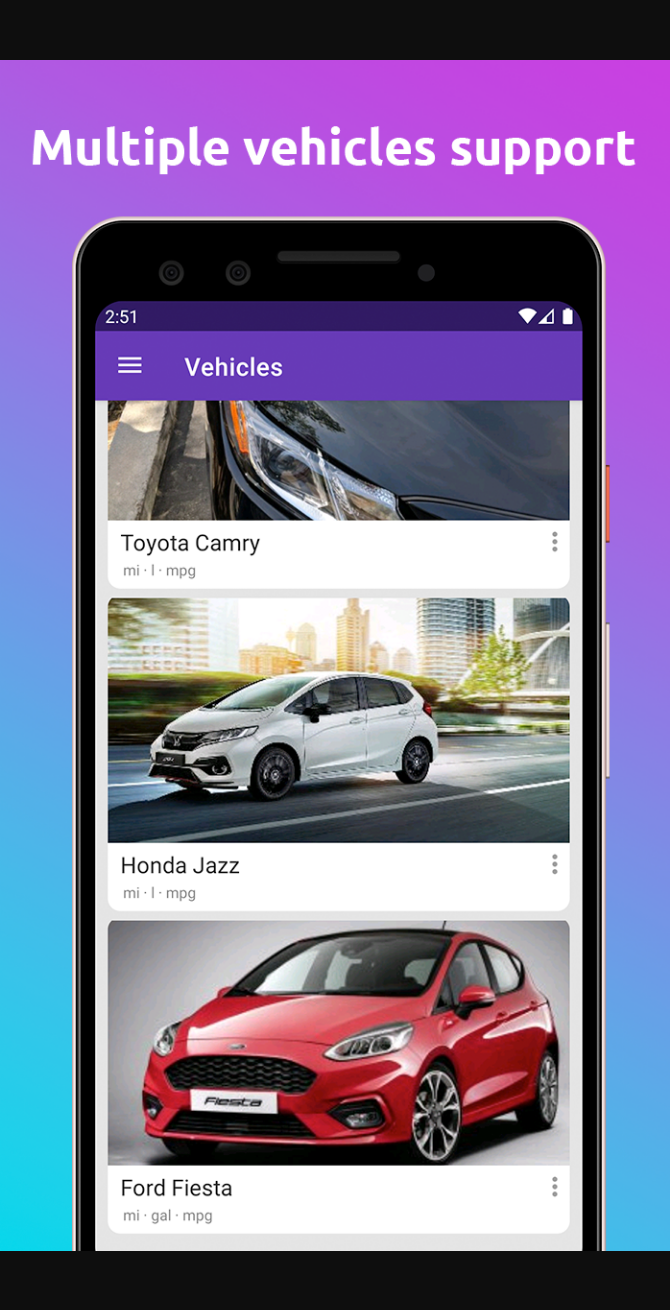 Multiple vehicles support
2:51
Vehicles
Toyota Camry
mi · l · mpg
Honda Jazz
mi · l · mpg
Fiesta
Ford Fiesta
mi · gal · mpg